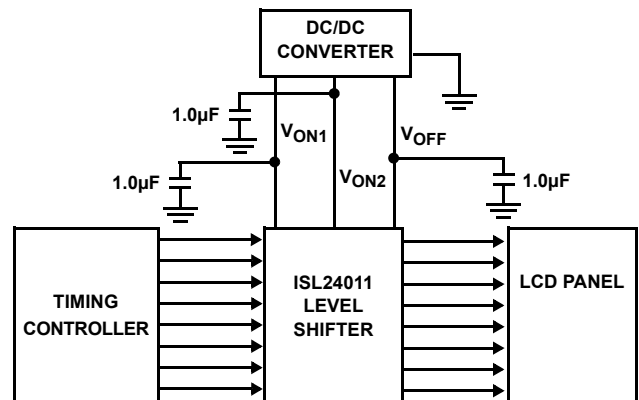 DC/DC
CONVERTER
1.0µF
VON1
VOFF
1.0µF
VON2
1.0µF
TIMING
CONTROLLER
ISL24011
LEVEL
SHIFTER
LCD PANEL